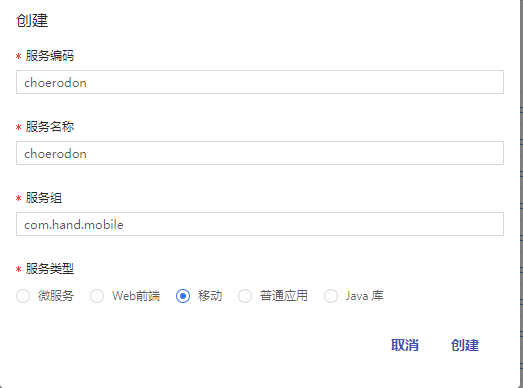 创建
* 服务编码
choerodon
* 服务名称
choerodon
* 服务组
com.hand.mobile
* 服务类型
微服务 Web前端 移动 普通应用 Java 库
取消 创建